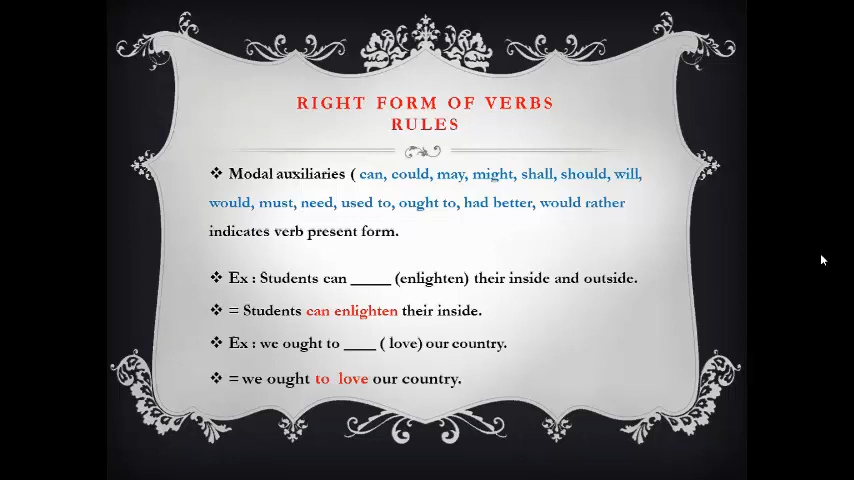 RIGHT FORM OF VERBS
RULES
❖ Modal auxiliaries ( can, could, may, might, shall, should, will,
would, must, need, used to, ought to, had better, would rather
indicates verb present form.
❖ Ex : Students can _____ (enlighten) their inside and outside.
❖ = Students can enlighten their inside.
❖ Ex : we ought to ____ ( love) our country.
❖ = we ought to love our country.